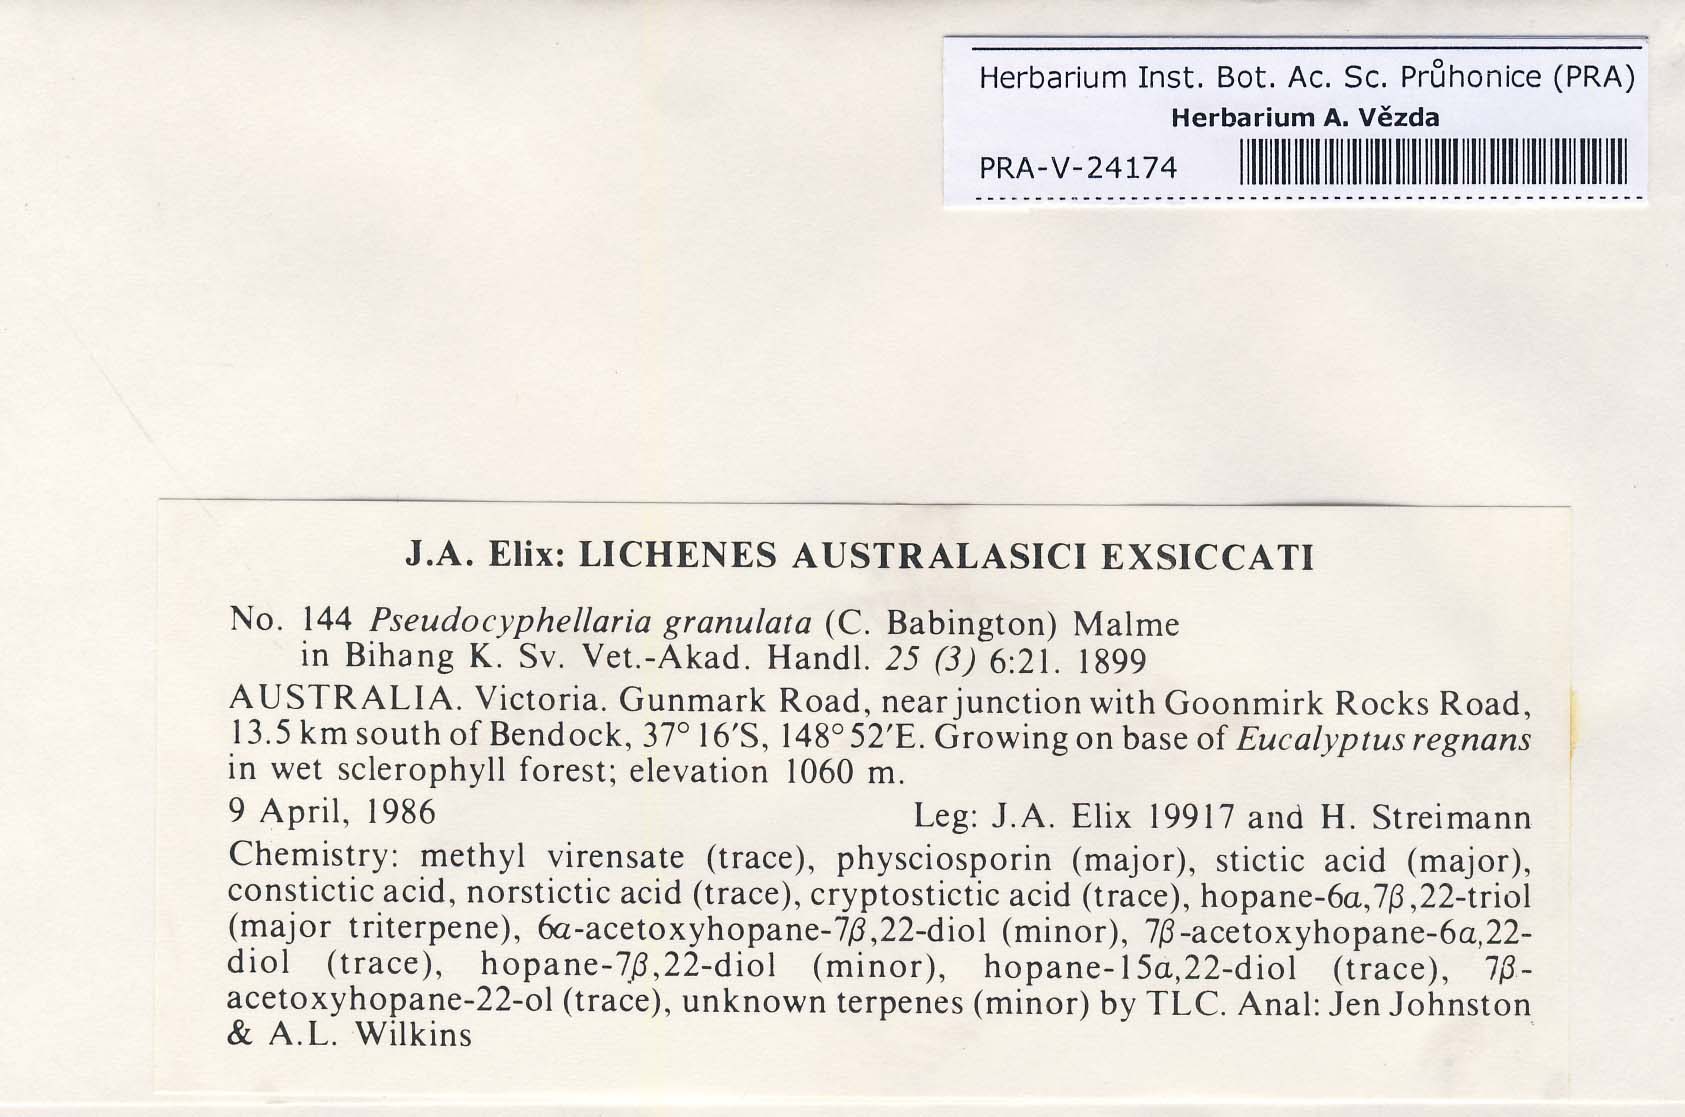 Herbarium Inst. Bot. Ac. Sc. Průhonice (PRA)
Herbarium A. Vězda
PRA-V-24174
J.A. Elix: LICHENES AUSTRALASICI EXSICCATI
No. 144 Pseudocyphellaria granulata (C. Babington) Malme
in Bihang K. Sv. Vet.-Akad. Handl. 25 (3) 6:21. 1899
AUSTRALIA. Victoria. Gunmark Road, near junction with Goonmirk Rocks Road,
13.5 km south of Bendock, 37° 16′S, 148° 52′E. Growing on base of Eucalyptus regnans
in wet sclerophyll forest; elevation 1060 m.
9 April, 1986 Leg: J.A. Elix 19917 and H. Streimann
Chemistry: methyl virensate (trace), physciosporin (major), stictic acid (major),
constictic acid, norstictic acid (trace), cryptostictic acid (trace), hopane-6α,7β,22-triol
(major triterpene), 6α-acetoxyhopane-7β,22-diol (minor), 7β-acetoxyhopane-6α,22-
diol (trace), hopane-7β,22-diol (minor), hopane-15α,22-diol (trace), 7β-
acetoxyhopane-22-ol (trace), unknown terpenes (minor) by TLC. Anal: Jen Johnston
& A.L. Wilkins